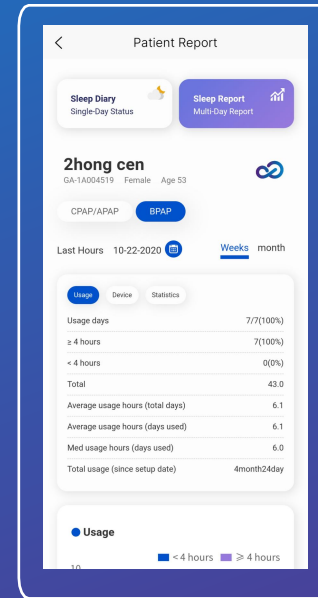 Patient Report
Sleep Diary
Single-Day Status
Sleep Report
Multi-Day Report
2hong cen
GA-1A004519 Female Age 53
CPAP/APAP BPAP
Last Hours 10-22-2020 Weeks month
Usage Device Statistics
Usage days 7/7(100%)
≥ 4 hours 7(100%)
< 4 hours 0(0%)
Total 43.0
Average usage hours (total days) 6.1
Average usage hours (days used) 6.1
Med usage hours (days used) 6.0
Total usage (since setup date) 4month24day
Usage
< 4 hours ≥ 4 hours
10